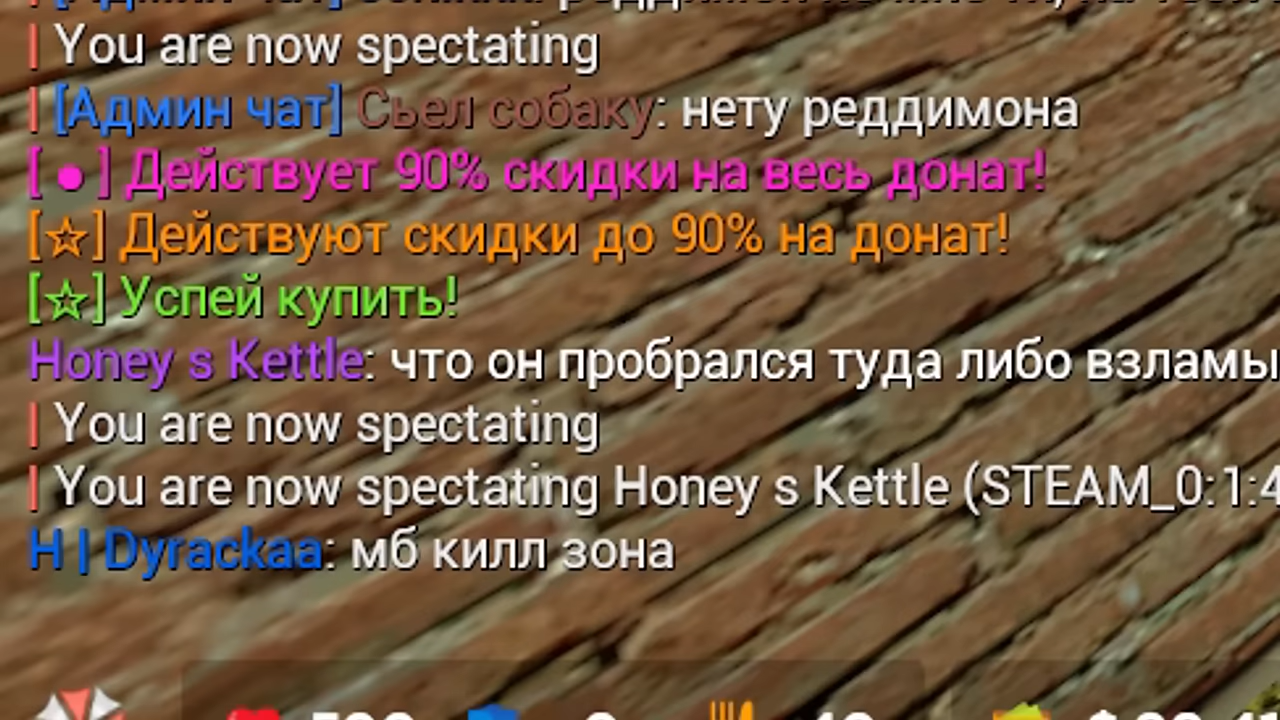 | You are now spectating
| [Админ чат] Сьел собаку: нету реддимона
[ ● ] Действует 90% скидки на весь донат!
[☆] Действуют скидки до 90% на донат!
[☆] Успей купить!
Honey s Kettle: что он пробрался туда либо взламы
| You are now spectating
| You are now spectating Honey s Kettle (STEAM_0:1:4
H | Dyrackaa: мб килл зона